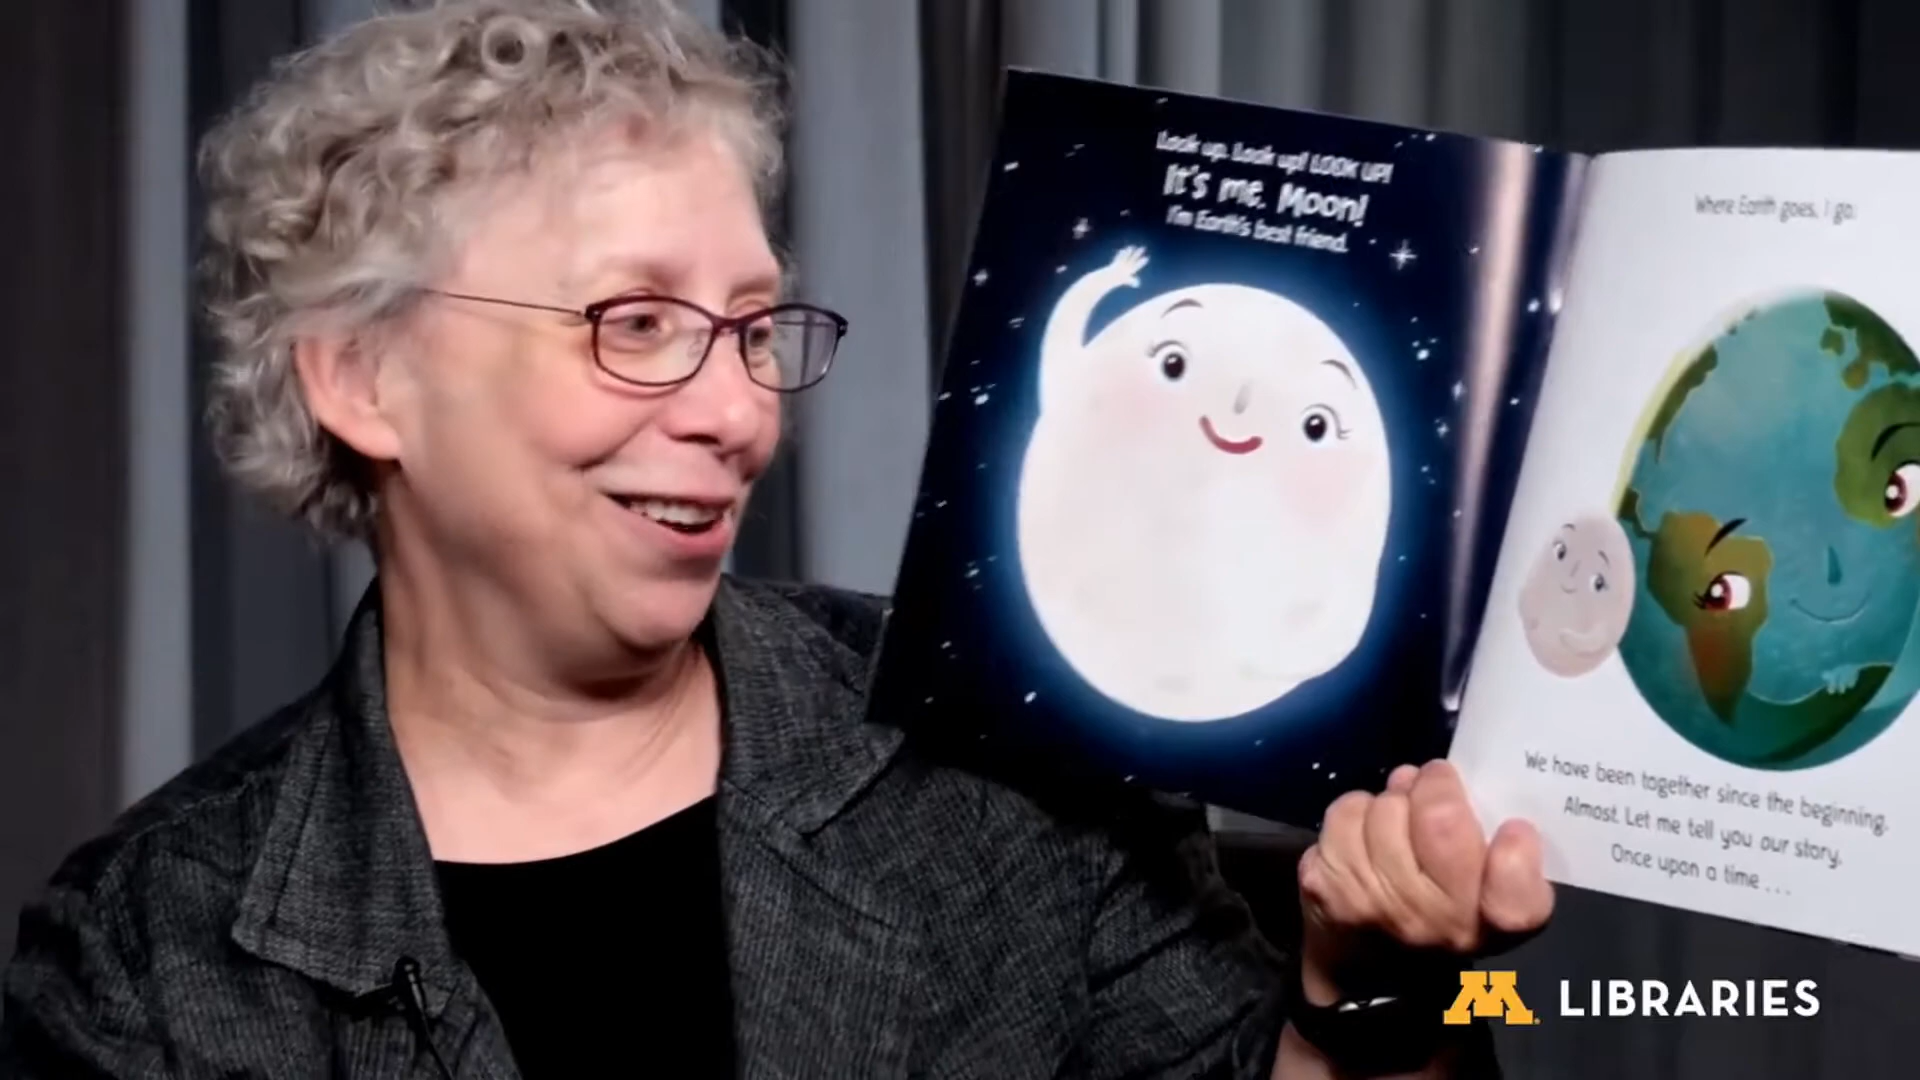 Look up. Look up! LOOK UP!
It's me, Moon!
I'm Earth's best friend.
Where Earth goes, I go.
We have been together since the beginning.
Almost. Let me tell you our story.
Once upon a time . . .
M LIBRARIES